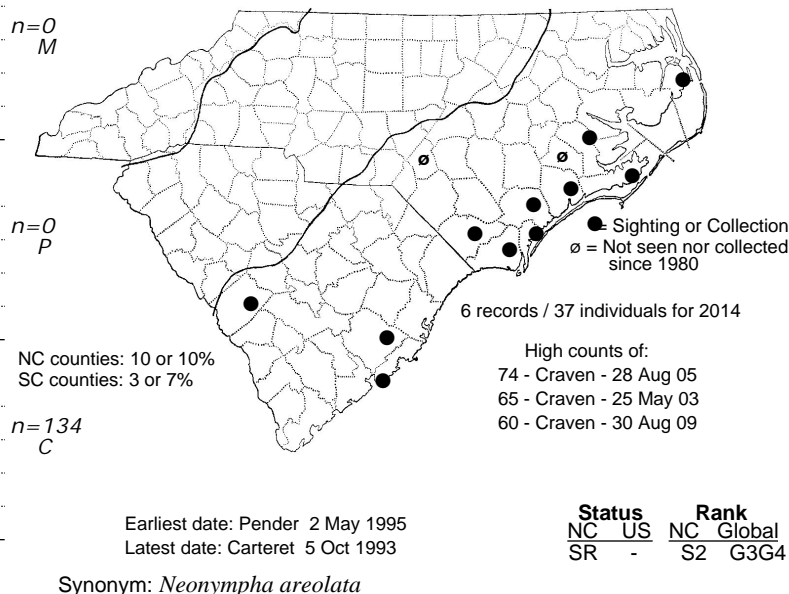 n=0
M
n=0
P
n=134
C
ø
ø
= Sighting or Collection
ø = Not seen nor collected
since 1980
6 records / 37 individuals for 2014
NC counties: 10 or 10%
SC counties: 3 or 7%
High counts of:
74 - Craven - 28 Aug 05
65 - Craven - 25 May 03
60 - Craven - 30 Aug 09
Earliest date: Pender 2 May 1995
Latest date: Carteret 5 Oct 1993
Status Rank
NC US NC Global
SR - S2 G3G4
Synonym: Neonympha areolata